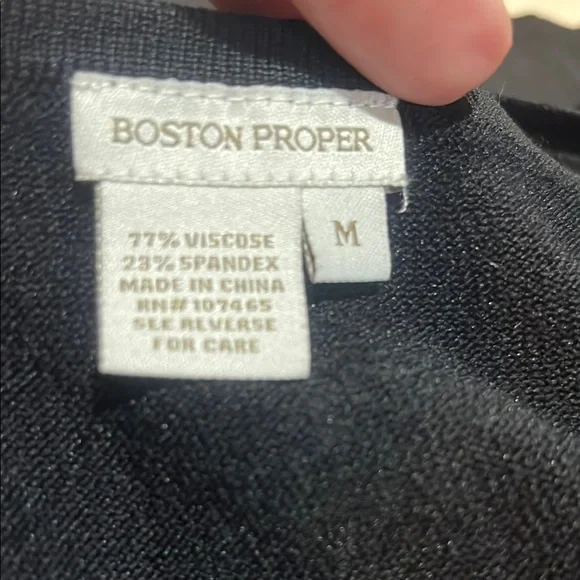 BOSTON PROPER
M
77% VISCOSE
23% SPANDEX
MADE IN CHINA
RN# 107465
SEE REVERSE
FOR CARE